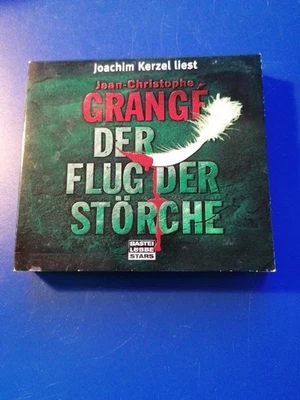 Joachim Kerzel liest
Jean-Christophe
GRANGÉ
DER
FLUG DER
STÖRCHE
BASTEI
LÜBBE
STARS